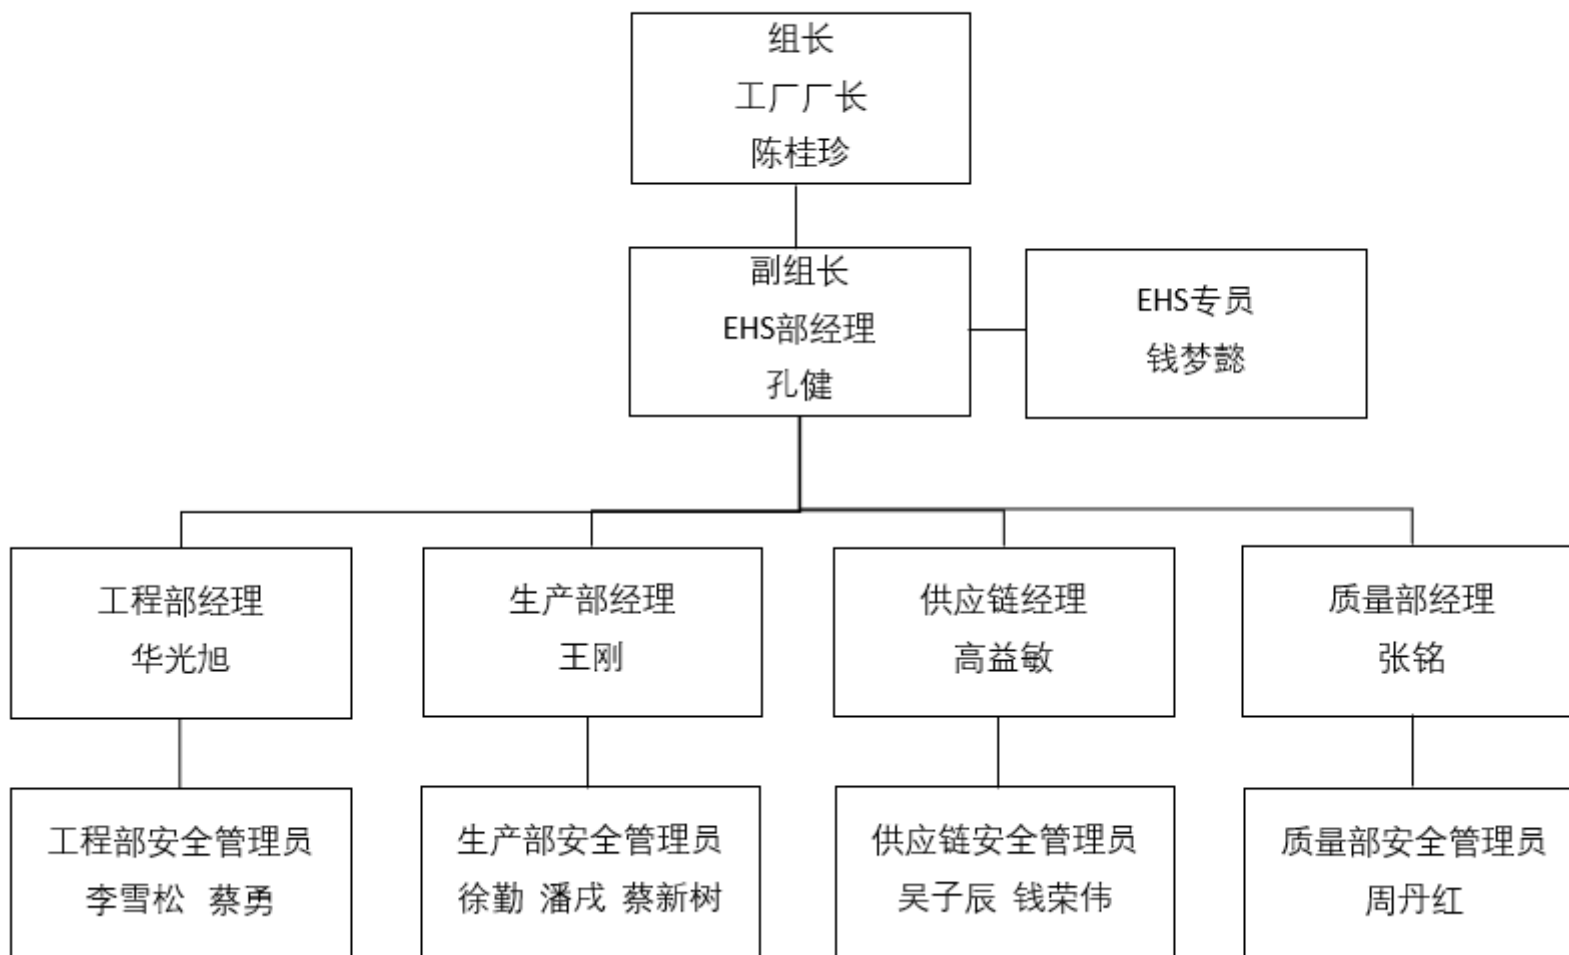 组长
工厂厂长
陈桂珍
副组长
EHS部经理
孔健
EHS专员
钱梦懿
工程部经理
华光旭
生产部经理
王刚
供应链经理
高益敏
质量部经理
张铭
工程部安全管理员
李雪松 蔡勇
生产部安全管理员
徐勤 潘戌 蔡新树
供应链安全管理员
吴子辰 钱荣伟
质量部安全管理员
周丹红